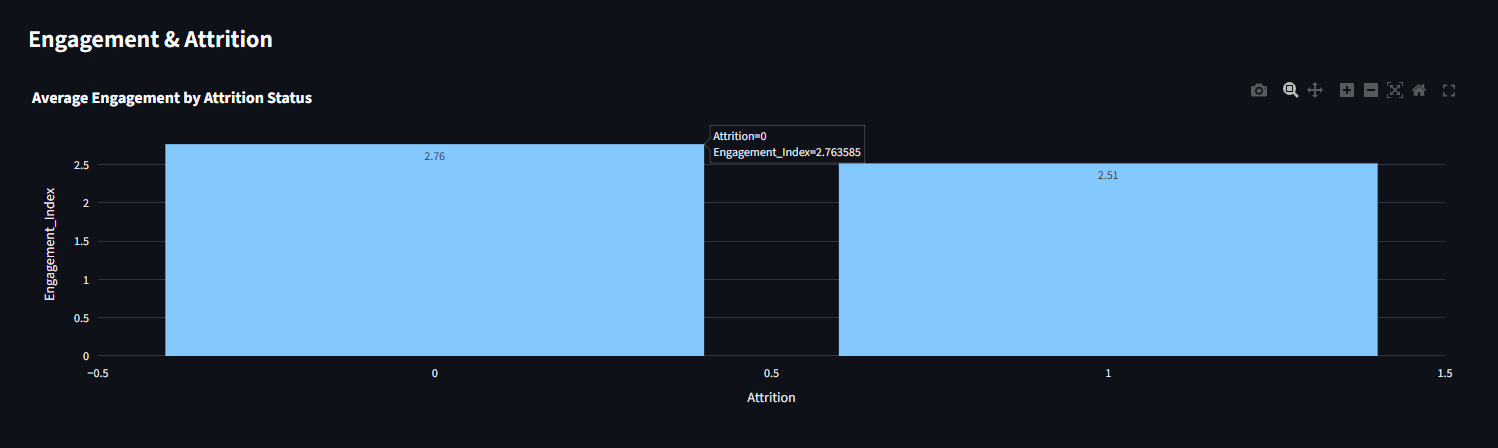 Engagement & Attrition
Average Engagement by Attrition Status
Attrition=0
Engagement_Index=2.763585
2.76
2.51
Engagement_Index
2.5
2
1.5
1
0.5
0
−0.5
0
0.5
1
1.5
Attrition